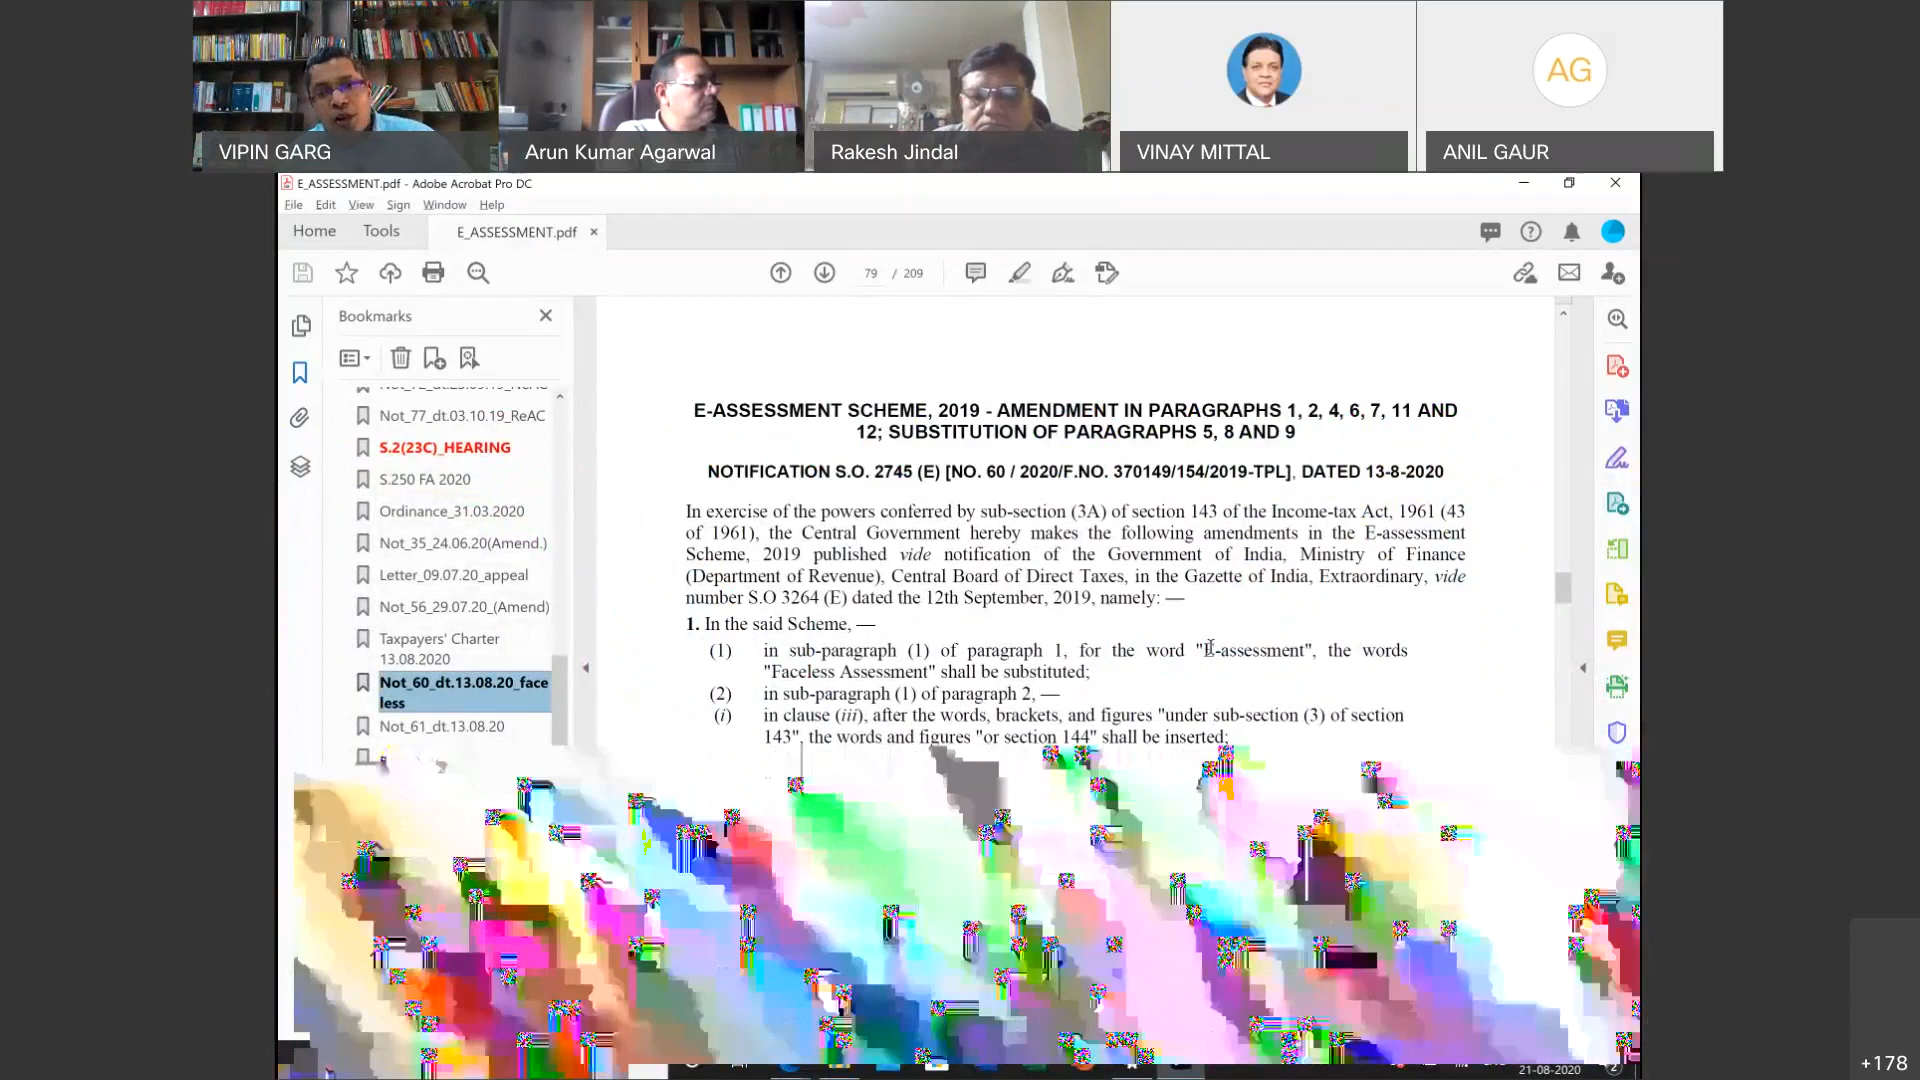 VIPIN GARG
Arun Kumar Agarwal
Rakesh Jindal
VINAY MITTAL
AG
ANIL GAUR
E_ASSESSMENT.pdf - Adobe Acrobat Pro DC
File Edit View Sign Window Help
Home Tools E_ASSESSMENT.pdf ×
79 / 209
Bookmarks
Not_77_dt.03.10.19_ReAC
S.2(23C)_HEARING
S.250 FA 2020
Ordinance_31.03.2020
Not_35_24.06.20(Amend.)
Letter_09.07.20_appeal
Not_56_29.07.20_(Amend)
Taxpayers' Charter
13.08.2020
Not_60_dt.13.08.20_face
less
Not_61_dt.13.08.20
E-ASSESSMENT SCHEME, 2019 - AMENDMENT IN PARAGRAPHS 1, 2, 4, 6, 7, 11 AND
12; SUBSTITUTION OF PARAGRAPHS 5, 8 AND 9
NOTIFICATION S.O. 2745 (E) [NO. 60 / 2020/F.NO. 370149/154/2019-TPL], DATED 13-8-2020
In exercise of the powers conferred by sub-section (3A) of section 143 of the Income-tax Act, 1961 (43
of 1961), the Central Government hereby makes the following amendments in the E-assessment
Scheme, 2019 published vide notification of the Government of India, Ministry of Finance
(Department of Revenue), Central Board of Direct Taxes, in the Gazette of India, Extraordinary, vide
number S.O 3264 (E) dated the 12th September, 2019, namely: —
1. In the said Scheme, —
(1) in sub-paragraph (1) of paragraph 1, for the word "E-assessment", the words
"Faceless Assessment" shall be substituted;
(2) in sub-paragraph (1) of paragraph 2, —
(i) in clause (iii), after the words, brackets, and figures "under sub-section (3) of section
143", the words and figures "or section 144" shall be inserted;
21-08-2020
+178